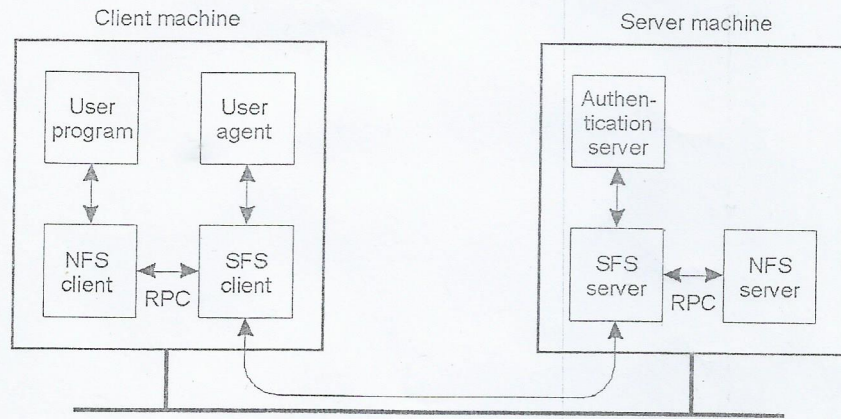 Client machine
Server machine
User
program
User
agent
Authen-
tication
server
NFS
client
RPC
SFS
client
SFS
server
RPC
NFS
server